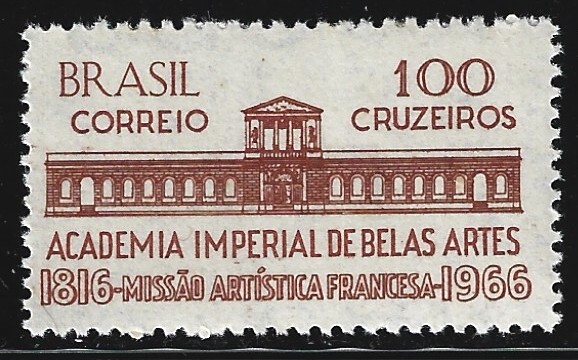 BRASIL 100
CORREIO CRUZEIROS
ACADEMIA IMPERIAL DE BELAS ARTES
1816-MISSÃO ARTÍSTICA FRANCESA-1966